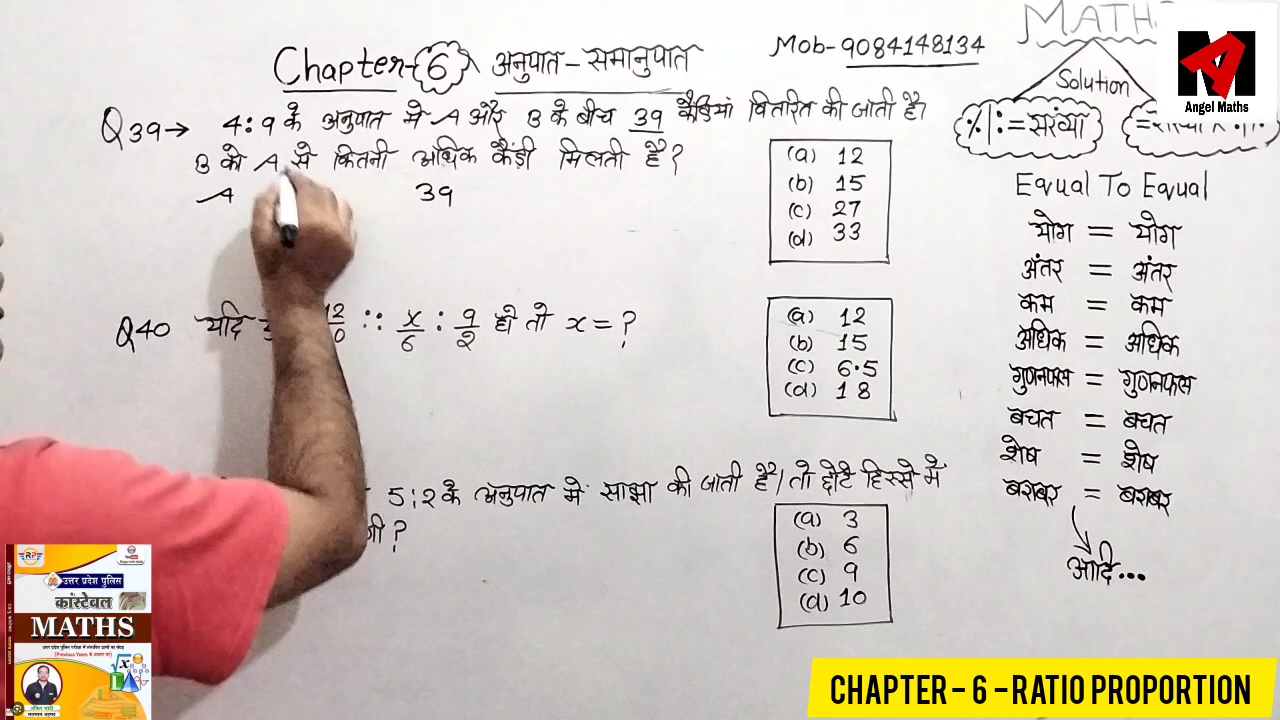 Chapter-6 अनुपात-समानुपात
Mob-9084148134
MATHS
Angel Maths
Solution
%|:=संख्या
Q39→ 4:9 के अनुपात में A और B के बीच 39 कैंडियां वितरित की जाती है।
B को A से कितनी अधिक कैंड़ी मिलती है?
A 39
(a) 12
(b) 15
(c) 27
(d) 33
Equal To Equal
योग = योग
अंतर = अंतर
कम = कम
अधिक = अधिक
गुणनफल = गुणनफल
बचत = बचत
शेष = शेष
बराबर = बराबर
आदि...
Q40 यदि :: x/6 : 9/2 हो तो x = ?
(a) 12
(b) 15
(c) 6.5
(d) 18
5:2 के अनुपात में साझा की जाती है। तो छोटे हिस्से में
?
(a) 3
(b) 6
(c) 9
(d) 10
RP
उत्तर प्रदेश पुलिस
कांस्टेबल
MATHS
CHAPTER - 6 - RATIO PROPORTION